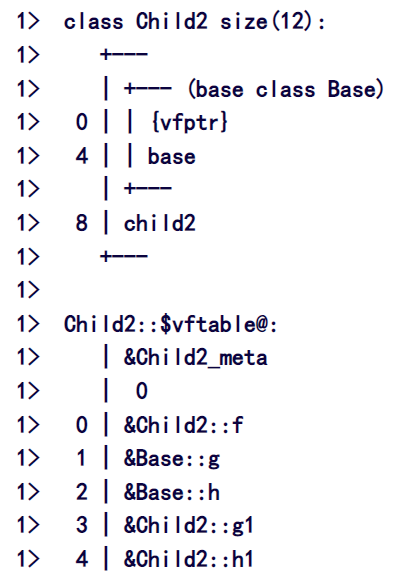 1>  class Child2 size(12):
1>     +---
1>     | +--- (base class Base)
1>   0 | | {vfptr}
1>   4 | | base
1>     | +---
1>   8 | child2
1>     +---
1>
1>  Child2::$vftable@:
1>     | &Child2_meta
1>     |  0
1>   0 | &Child2::f
1>   1 | &Base::g
1>   2 | &Base::h
1>   3 | &Child2::g1
1>   4 | &Child2::h1